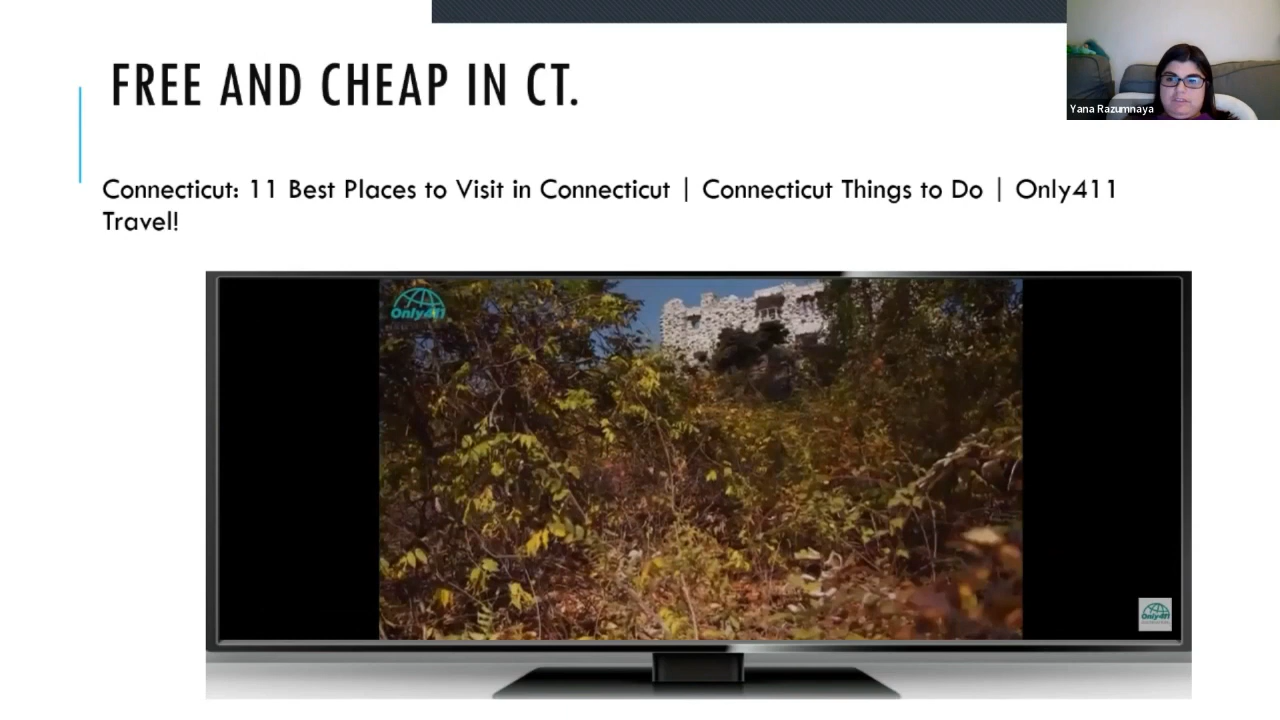 FREE AND CHEAP IN CT.
Yana Razumnaya
Connecticut: 11 Best Places to Visit in Connecticut | Connecticut Things to Do | Only411
Travel!
Only411
Only411